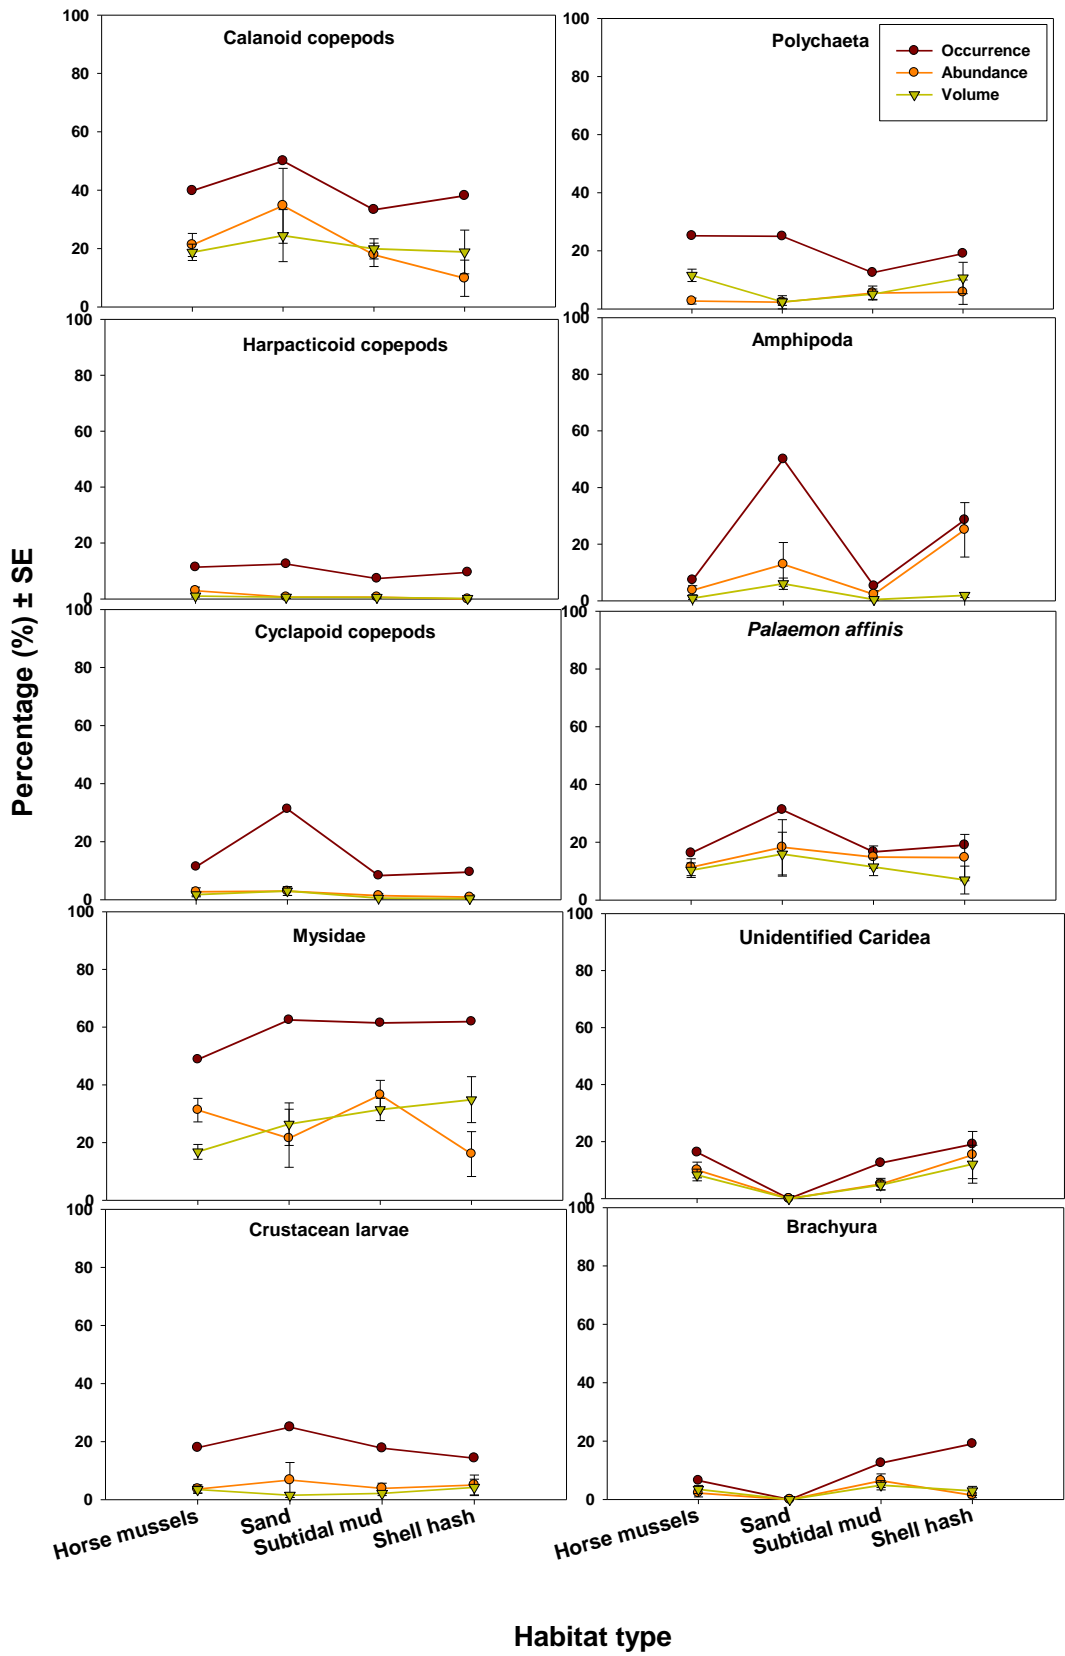 Percentage (%) ± SE
Calanoid copepods
100
80
60
40
20
0
Polychaeta
Occurrence
Abundance
Volume
100
80
60
40
20
0
Harpacticoid copepods
100
80
60
40
20
0
Amphipoda
100
80
60
40
20
0
Cyclapoid copepods
100
80
60
40
20
0
Palaemon affinis
100
80
60
40
20
0
Mysidae
100
80
60
40
20
0
Unidentified Caridea
100
80
60
40
20
0
Crustacean larvae
100
80
60
40
20
0
Horse mussels
Sand
Subtidal mud
Shell hash
Brachyura
100
80
60
40
20
0
Horse mussels
Sand
Subtidal mud
Shell hash
Habitat type